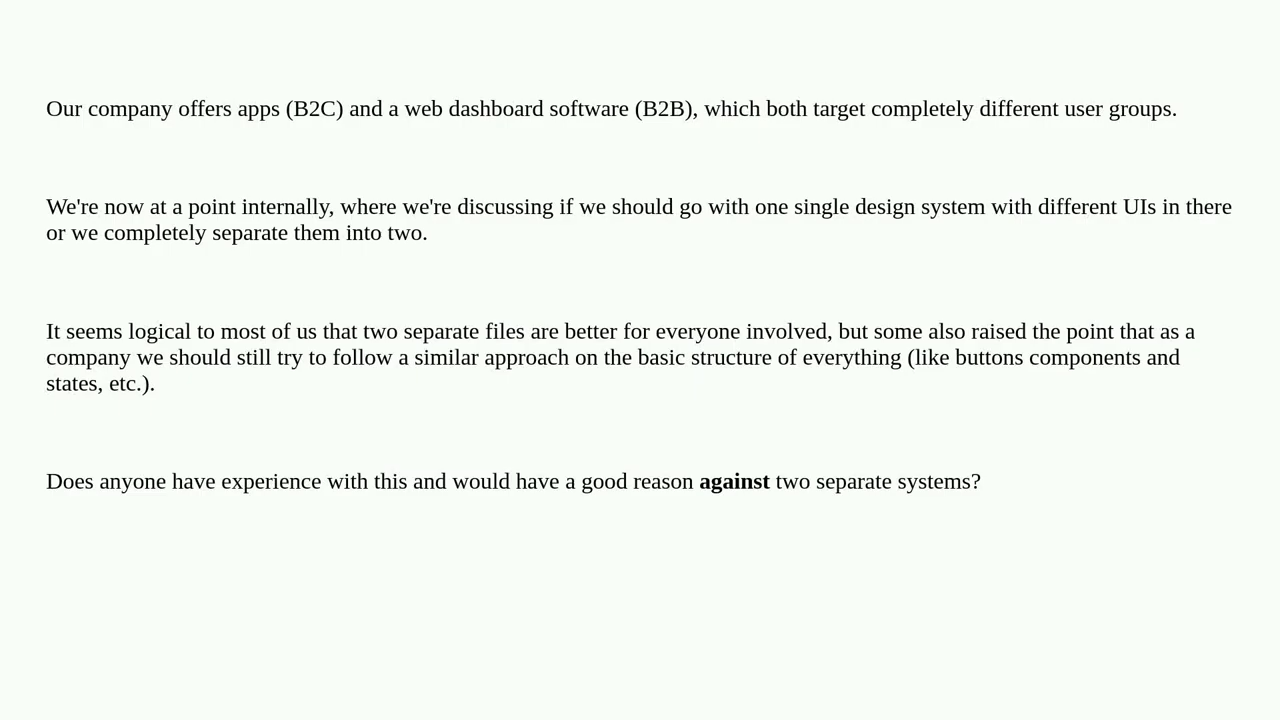 Our company offers apps (B2C) and a web dashboard software (B2B), which both target completely different user groups.
We're now at a point internally, where we're discussing if we should go with one single design system with different UIs in there
or we completely separate them into two.
It seems logical to most of us that two separate files are better for everyone involved, but some also raised the point that as a
company we should still try to follow a similar approach on the basic structure of everything (like buttons components and
states, etc.).
Does anyone have experience with this and would have a good reason against two separate systems?